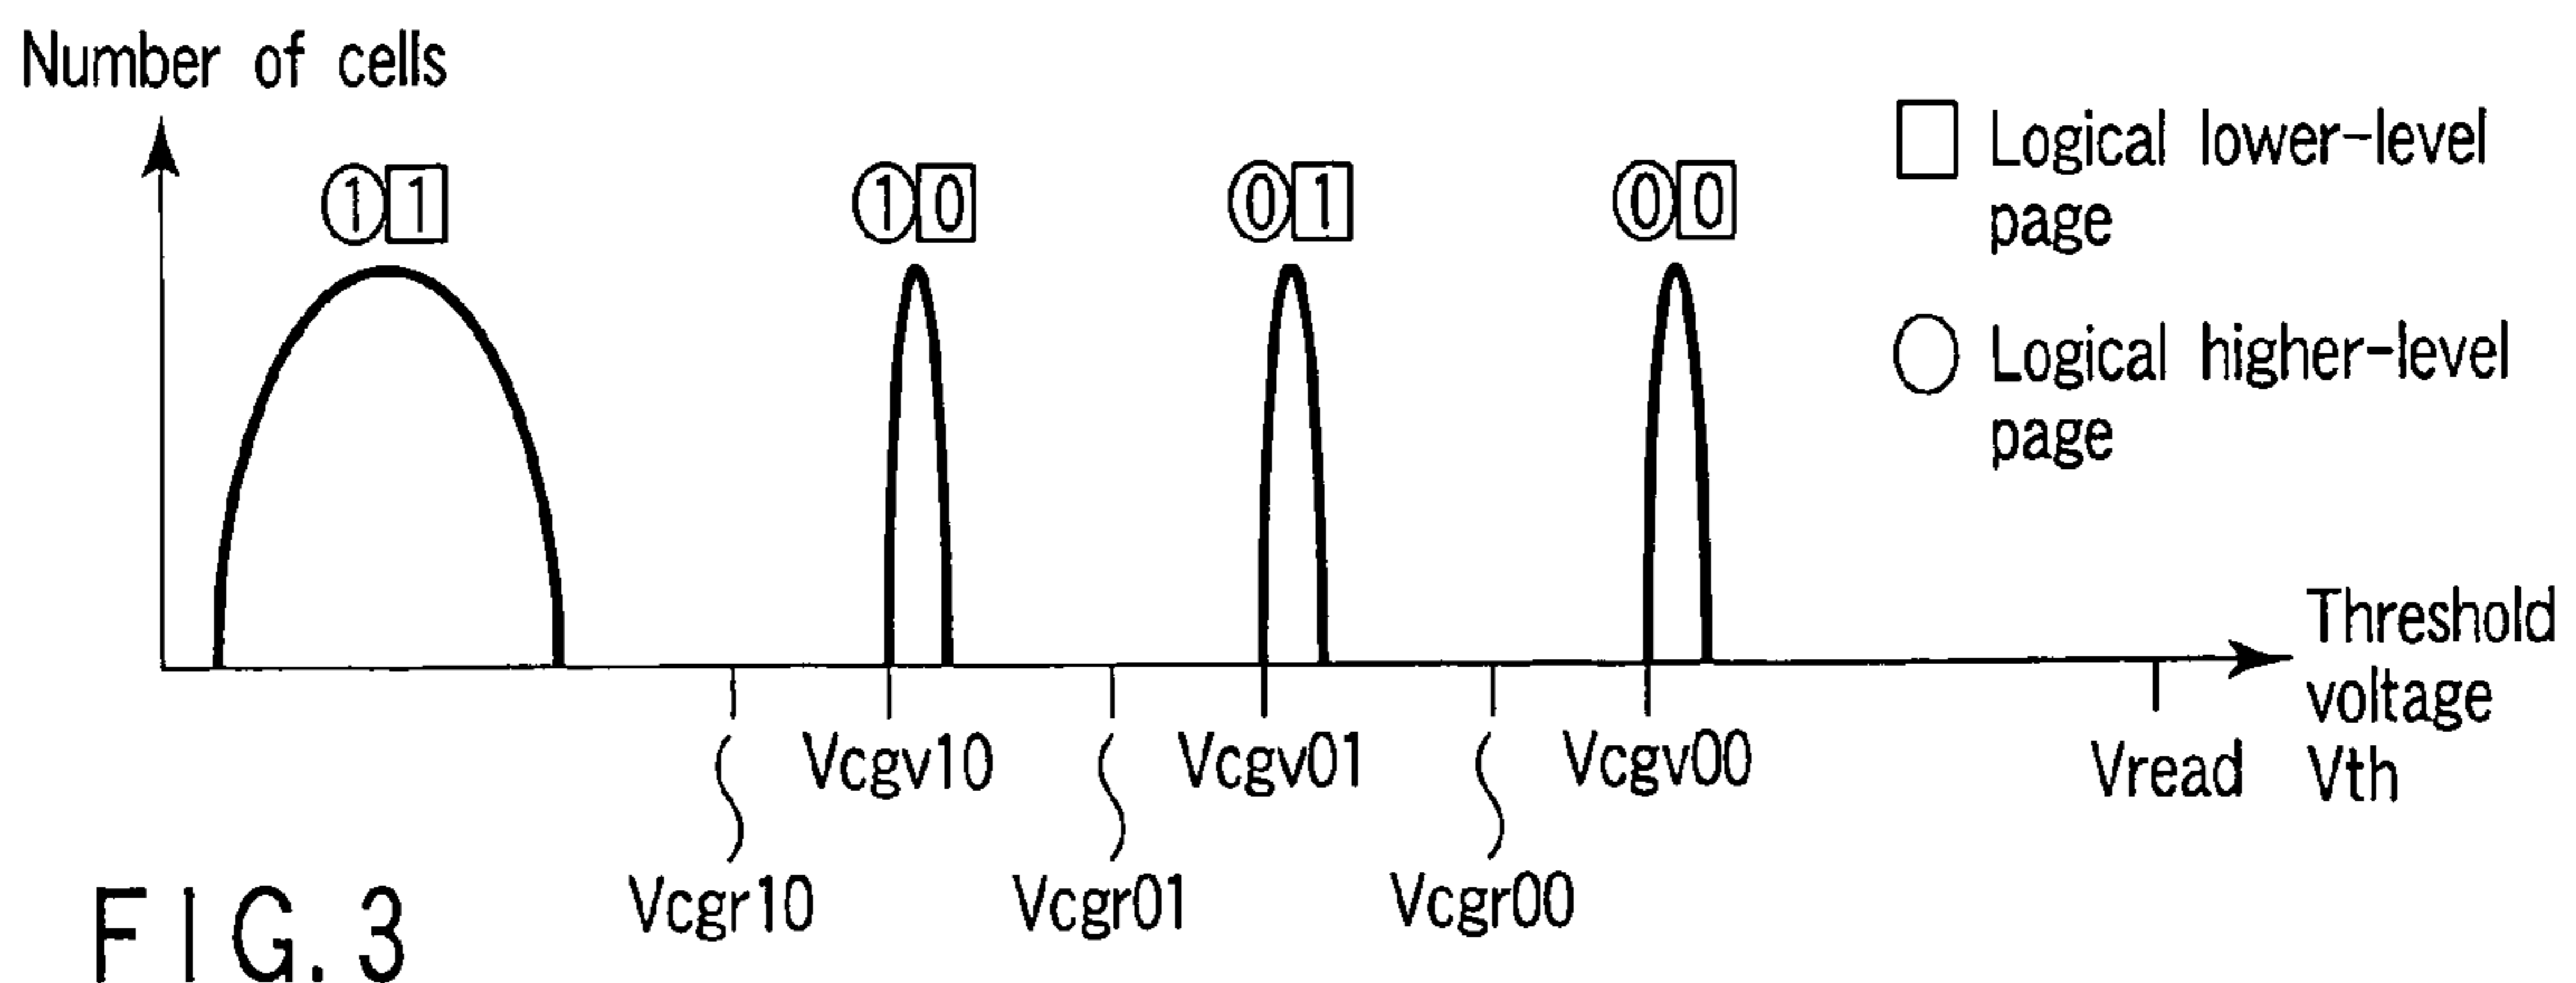 Number of cells
11
10
01
00
Logical lower-level
page
Logical higher-level
page
Threshold
voltage
Vth
Vcgv10
Vcgv01
Vcgv00
Vread
Vcgr10
Vcgr01
Vcgr00
FIG.3